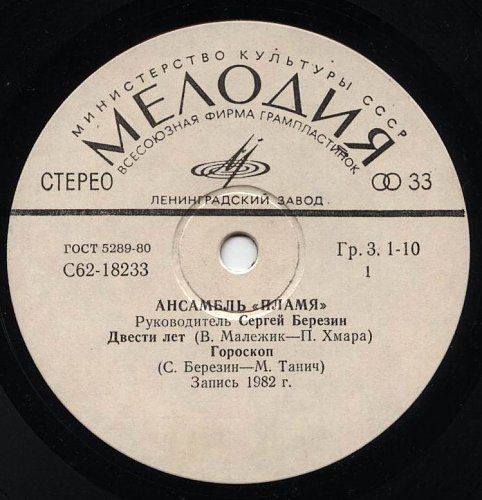 МИНИСТЕРСТВО КУЛЬТУРЫ СССР
МЕЛОДИЯ
ВСЕСОЮЗНАЯ ФИРМА ГРАМПЛАСТИНОК
СТЕРЕО
33
ЛЕНИНГРАДСКИЙ ЗАВОД
ГОСТ 5289-80
Гр. 3. 1-10
С62-18233
1
АНСАМБЛЬ «ПЛАМЯ»
Руководитель Сергей Березин
Двести лет (В. Малежик—П. Хмара)
Гороскоп
(С. Березин—М. Танич)
Запись 1982 г.